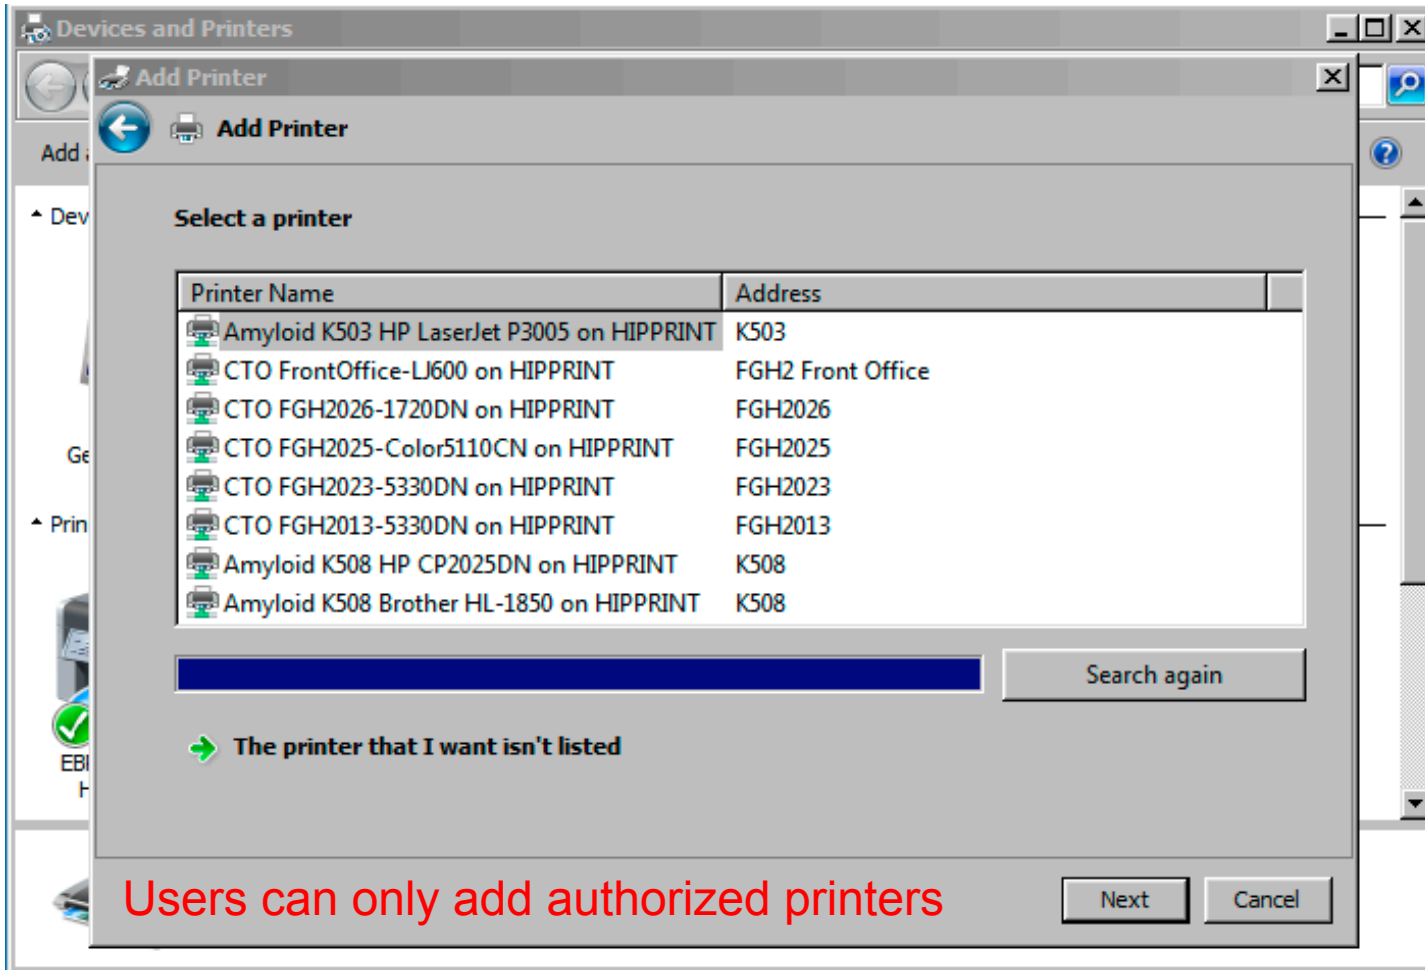 Devices and Printers
Add Printer
Add Printer
Add
Dev
Select a printer
Printer Name Address
Amyloid K503 HP LaserJet P3005 on HIPPRINT K503
CTO FrontOffice-LJ600 on HIPPRINT FGH2 Front Office
CTO FGH2026-1720DN on HIPPRINT FGH2026
CTO FGH2025-Color5110CN on HIPPRINT FGH2025
Ge
CTO FGH2023-5330DN on HIPPRINT FGH2023
Prin
CTO FGH2013-5330DN on HIPPRINT FGH2013
Amyloid K508 HP CP2025DN on HIPPRINT K508
Amyloid K508 Brother HL-1850 on HIPPRINT K508
Search again
The printer that I want isn't listed
EB
H
Users can only add authorized printers
Next Cancel